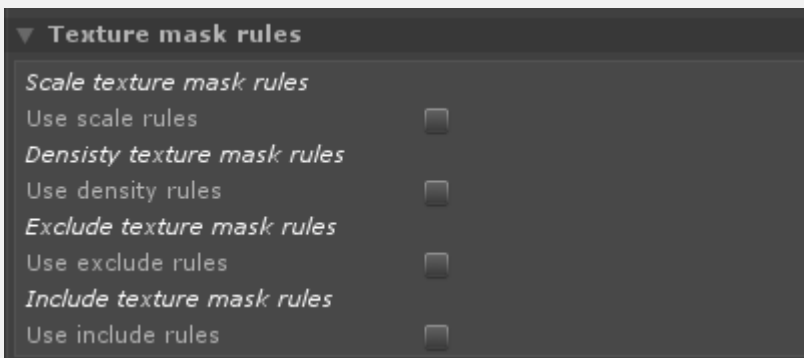 Texture mask rules
Scale texture mask rules
Use scale rules
Densisty texture mask rules
Use density rules
Exclude texture mask rules
Use exclude rules
Include texture mask rules
Use include rules